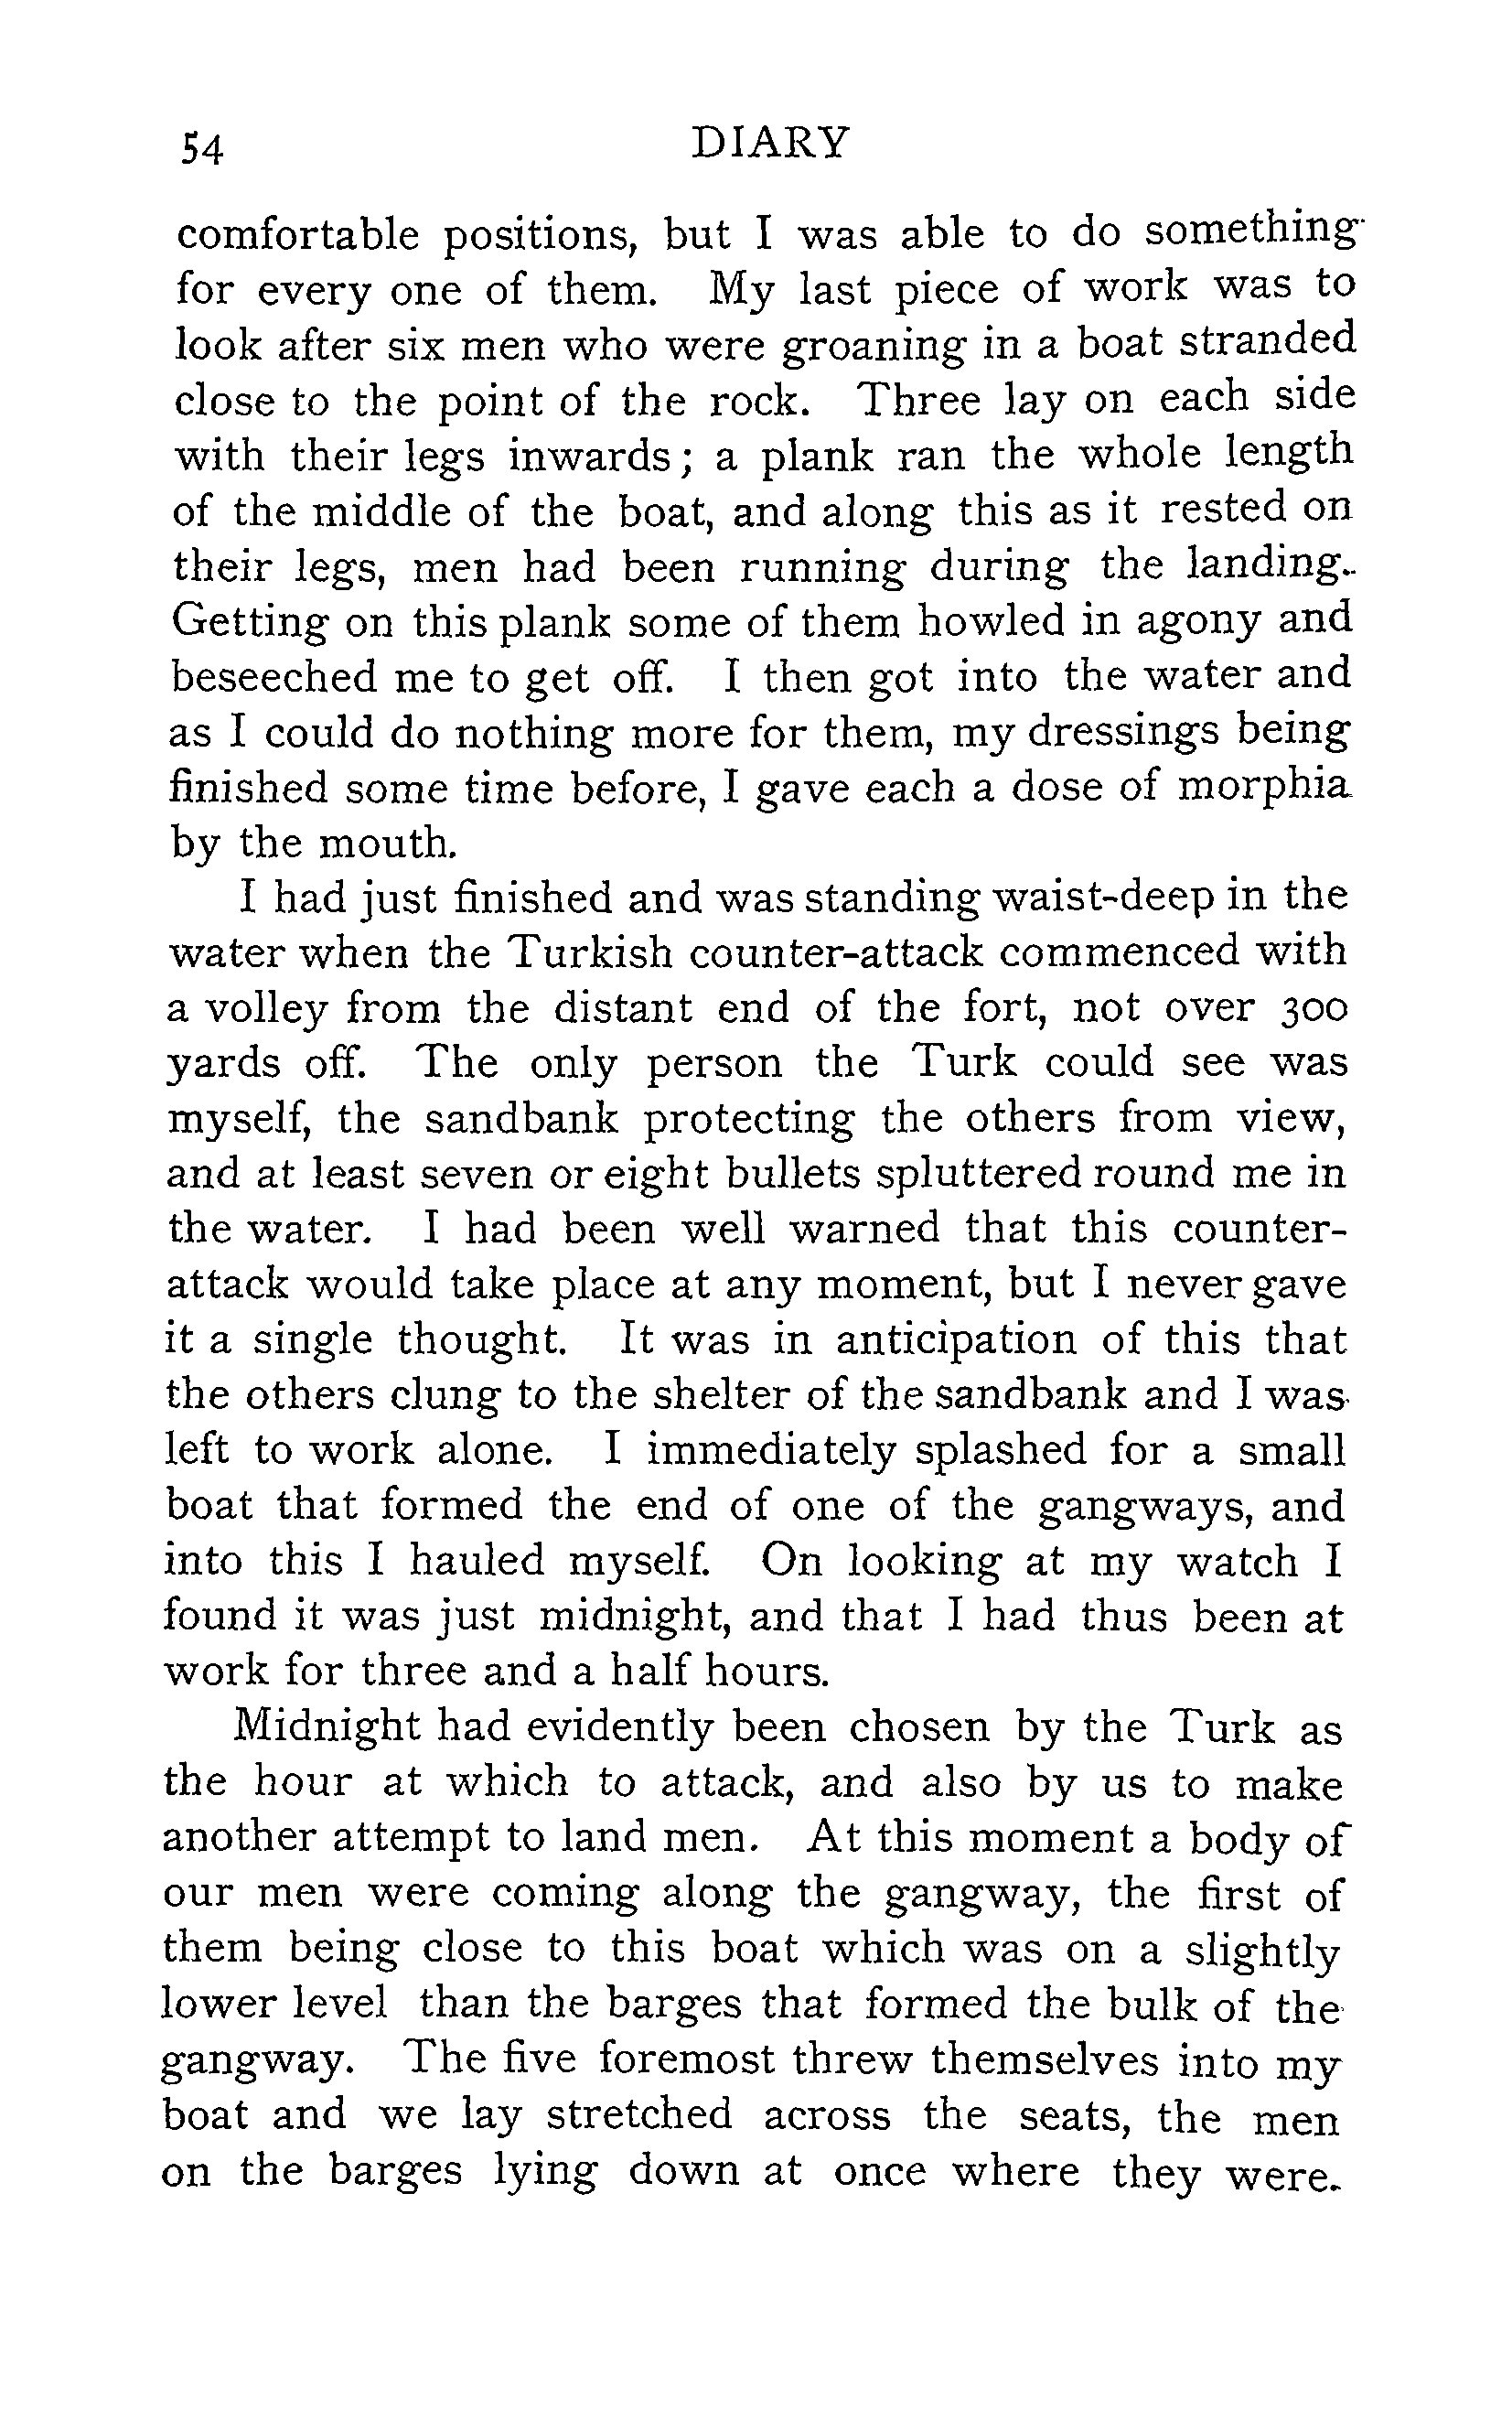 54 DIARY
comfortable positions, but I was able to do something
for every one of them. My last piece of work was to
look after six men who were groaning in a boat stranded
close to the point of the rock. Three lay on each side
with their legs inwards; a plank ran the whole length
of the middle of the boat, and along this as it rested on
their legs, men had been running during the landing.
Getting on this plank some of them howled in agony and
beseeched me to get off. I then got into the water and
as I could do nothing more for them, my dressings being
finished some time before, I gave each a dose of morphia
by the mouth.
I had just finished and was standing waist-deep in the
water when the Turkish counter-attack commenced with
a volley from the distant end of the fort, not over 300
yards off. The only person the Turk could see was
myself, the sandbank protecting the others from view,
and at least seven or eight bullets spluttered round me in
the water. I had been well warned that this counter-
attack would take place at any moment, but I never gave
it a single thought. It was in anticipation of this that
the others clung to the shelter of the sandbank and I was
left to work alone. I immediately splashed for a small
boat that formed the end of one of the gangways, and
into this I hauled myself. On looking at my watch I
found it was just midnight, and that I had thus been at
work for three and a half hours.
Midnight had evidently been chosen by the Turk as
the hour at which to attack, and also by us to make
another attempt to land men. At this moment a body of
our men were coming along the gangway, the first of
them being close to this boat which was on a slightly
lower level than the barges that formed the bulk of the
gangway. The five foremost threw themselves into my
boat and we lay stretched across the seats, the men
on the barges lying down at once where they were.